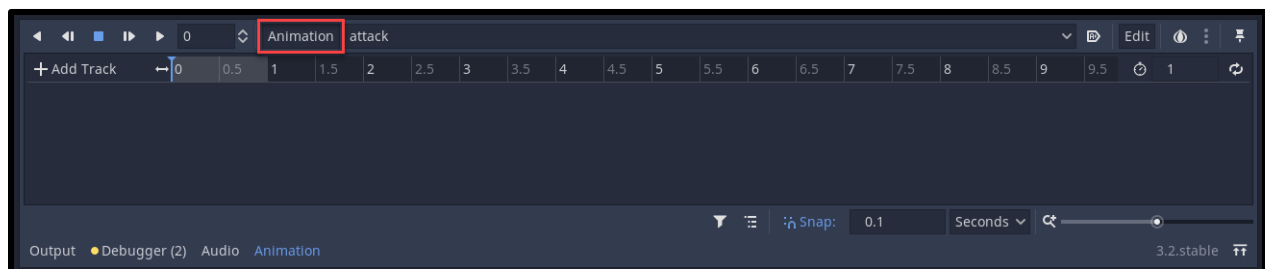 0 Animation attack Edit
Add Track 0 0.5 1 1.5 2 2.5 3 3.5 4 4.5 5 5.5 6 6.5 7 7.5 8 8.5 9 9.5 1
Snap: 0.1 Seconds
Output Debugger (2) Audio Animation 3.2.stable